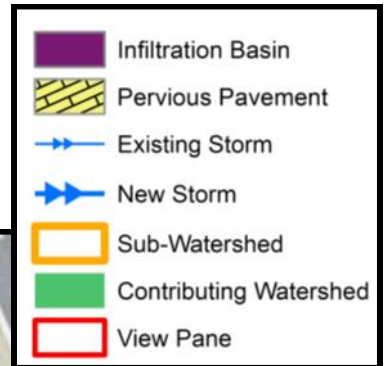 Infiltration Basin
Pervious Pavement
Existing Storm
New Storm
Sub-Watershed
Contributing Watershed
View Pane